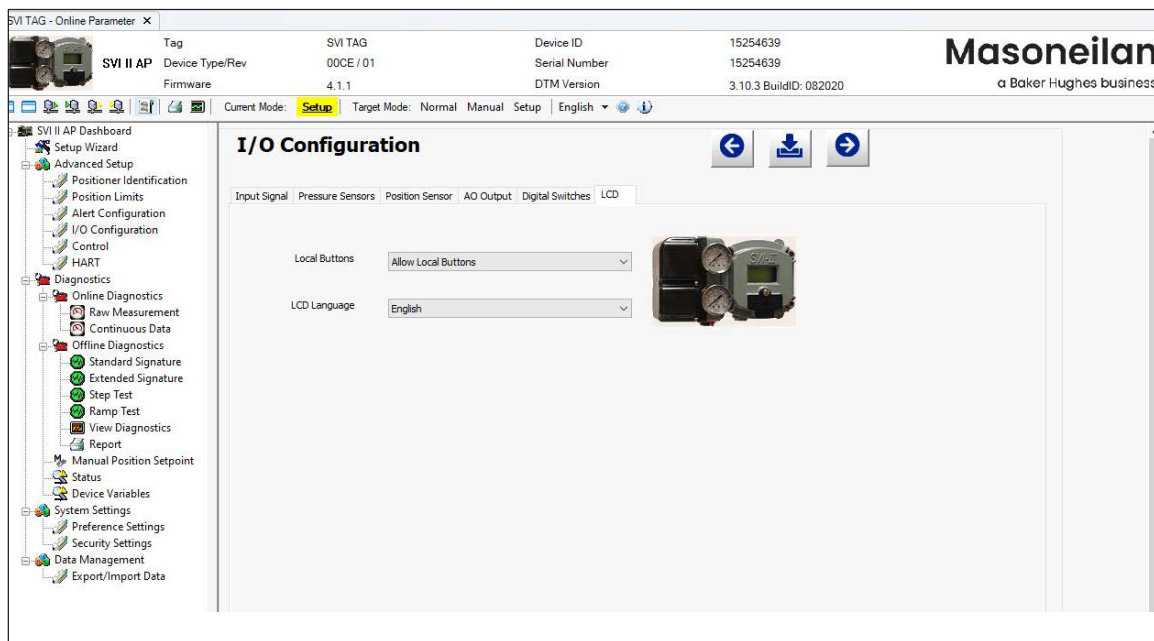 SVI TAG - Online Parameter X
Tag SVI TAG Device ID 15254639
SVI II AP Device Type/Rev 00CE / 01 Serial Number 15254639
Firmware 4.1.1 DTM Version 3.10.3 BuildID: 082020
Masoneilan
a Baker Hughes business
Current Mode: Setup Target Mode: Normal Manual Setup English
SVI II AP Dashboard
Setup Wizard
Advanced Setup
Positioner Identification
Position Limits
Alert Configuration
I/O Configuration
Control
HART
Diagnostics
Online Diagnostics
Raw Measurement
Continuous Data
Offline Diagnostics
Standard Signature
Extended Signature
Step Test
Ramp Test
View Diagnostics
Report
Manual Position Setpoint
Status
Device Variables
System Settings
Preference Settings
Security Settings
Data Management
Export/Import Data
I/O Configuration
Input Signal Pressure Sensors Position Sensor AO Output Digital Switches LCD
Local Buttons Allow Local Buttons
LCD Language English
SVI-II